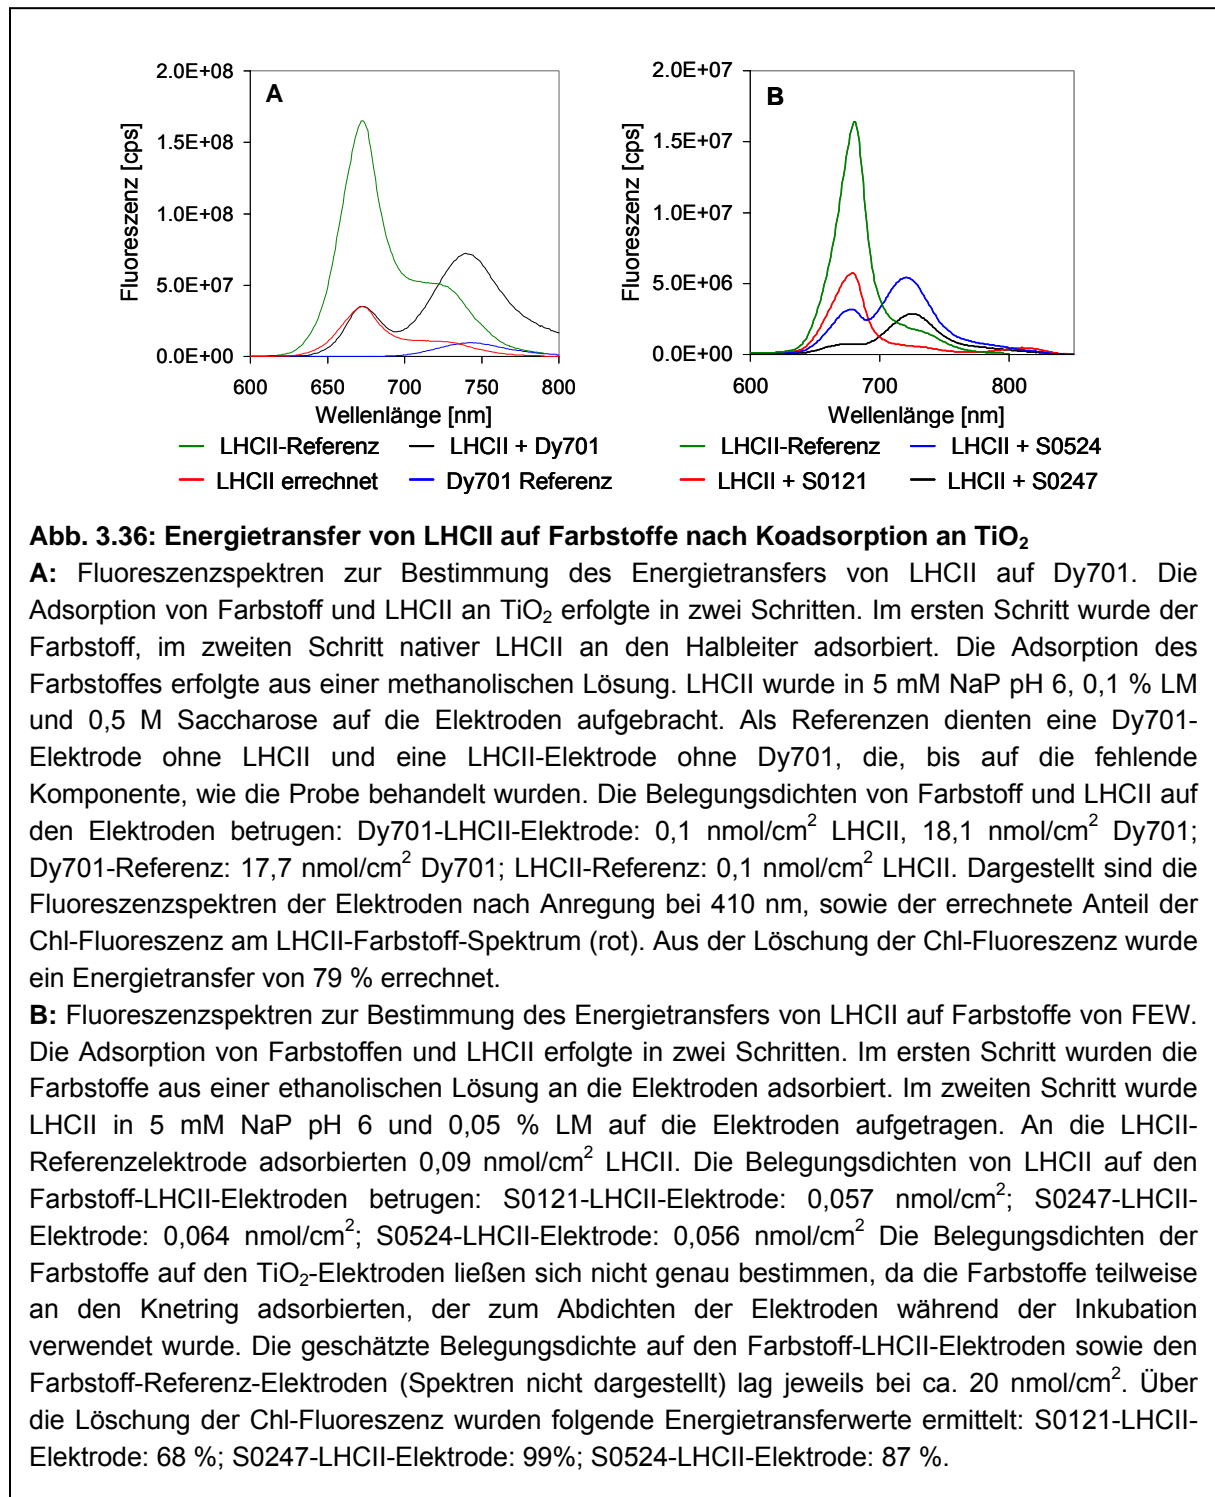 2.0E+08
1.5E+08
1.0E+08
5.0E+07
0.0E+00
Fluoreszenz [cps]
A
600 650 700 750 800
Wellenlänge [nm]
LHCII-Referenz LHCII + Dy701
LHCII errechnet Dy701 Referenz
2.0E+07
1.5E+07
1.0E+07
5.0E+06
0.0E+00
Fluoreszenz [cps]
B
600 700 800
Wellenlänge [nm]
LHCII-Referenz LHCII + S0524
LHCII + S0121 LHCII + S0247
Abb. 3.36: Energietransfer von LHCII auf Farbstoffe nach Koadsorption an TiO₂
A: Fluoreszenzspektren zur Bestimmung des Energietransfers von LHCII auf Dy701. Die
Adsorption von Farbstoff und LHCII an TiO₂ erfolgte in zwei Schritten. Im ersten Schritt wurde der
Farbstoff, im zweiten Schritt nativer LHCII an den Halbleiter adsorbiert. Die Adsorption des
Farbstoffes erfolgte aus einer methanolischen Lösung. LHCII wurde in 5 mM NaP pH 6, 0,1 % LM
und 0,5 M Saccharose auf die Elektroden aufgebracht. Als Referenzen dienten eine Dy701-
Elektrode ohne LHCII und eine LHCII-Elektrode ohne Dy701, die, bis auf die fehlende
Komponente, wie die Probe behandelt wurden. Die Belegungsdichten von Farbstoff und LHCII auf
den Elektroden betrugen: Dy701-LHCII-Elektrode: 0,1 nmol/cm² LHCII, 18,1 nmol/cm² Dy701;
Dy701-Referenz: 17,7 nmol/cm² Dy701; LHCII-Referenz: 0,1 nmol/cm² LHCII. Dargestellt sind die
Fluoreszenzspektren der Elektroden nach Anregung bei 410 nm, sowie der errechnete Anteil der
Chl-Fluoreszenz am LHCII-Farbstoff-Spektrum (rot). Aus der Löschung der Chl-Fluoreszenz wurde
ein Energietransfer von 79 % errechnet.
B: Fluoreszenzspektren zur Bestimmung des Energietransfers von LHCII auf Farbstoffe von FEW.
Die Adsorption von Farbstoffen und LHCII erfolgte in zwei Schritten. Im ersten Schritt wurden die
Farbstoffe aus einer ethanolischen Lösung an die Elektroden adsorbiert. Im zweiten Schritt wurde
LHCII in 5 mM NaP pH 6 und 0,05 % LM auf die Elektroden aufgetragen. An die LHCII-
Referenzelektrode adsorbierten 0,09 nmol/cm² LHCII. Die Belegungsdichten von LHCII auf den
Farbstoff-LHCII-Elektroden betrugen: S0121-LHCII-Elektrode: 0,057 nmol/cm²; S0247-LHCII-
Elektrode: 0,064 nmol/cm²; S0524-LHCII-Elektrode: 0,056 nmol/cm² Die Belegungsdichten der
Farbstoffe auf den TiO₂-Elektroden ließen sich nicht genau bestimmen, da die Farbstoffe teilweise
an den Knetring adsorbierten, der zum Abdichten der Elektroden während der Inkubation
verwendet wurde. Die geschätzte Belegungsdichte auf den Farbstoff-LHCII-Elektroden sowie den
Farbstoff-Referenz-Elektroden (Spektren nicht dargestellt) lag jeweils bei ca. 20 nmol/cm². Über
die Löschung der Chl-Fluoreszenz wurden folgende Energietransferwerte ermittelt: S0121-LHCII-
Elektrode: 68 %; S0247-LHCII-Elektrode: 99%; S0524-LHCII-Elektrode: 87 %.